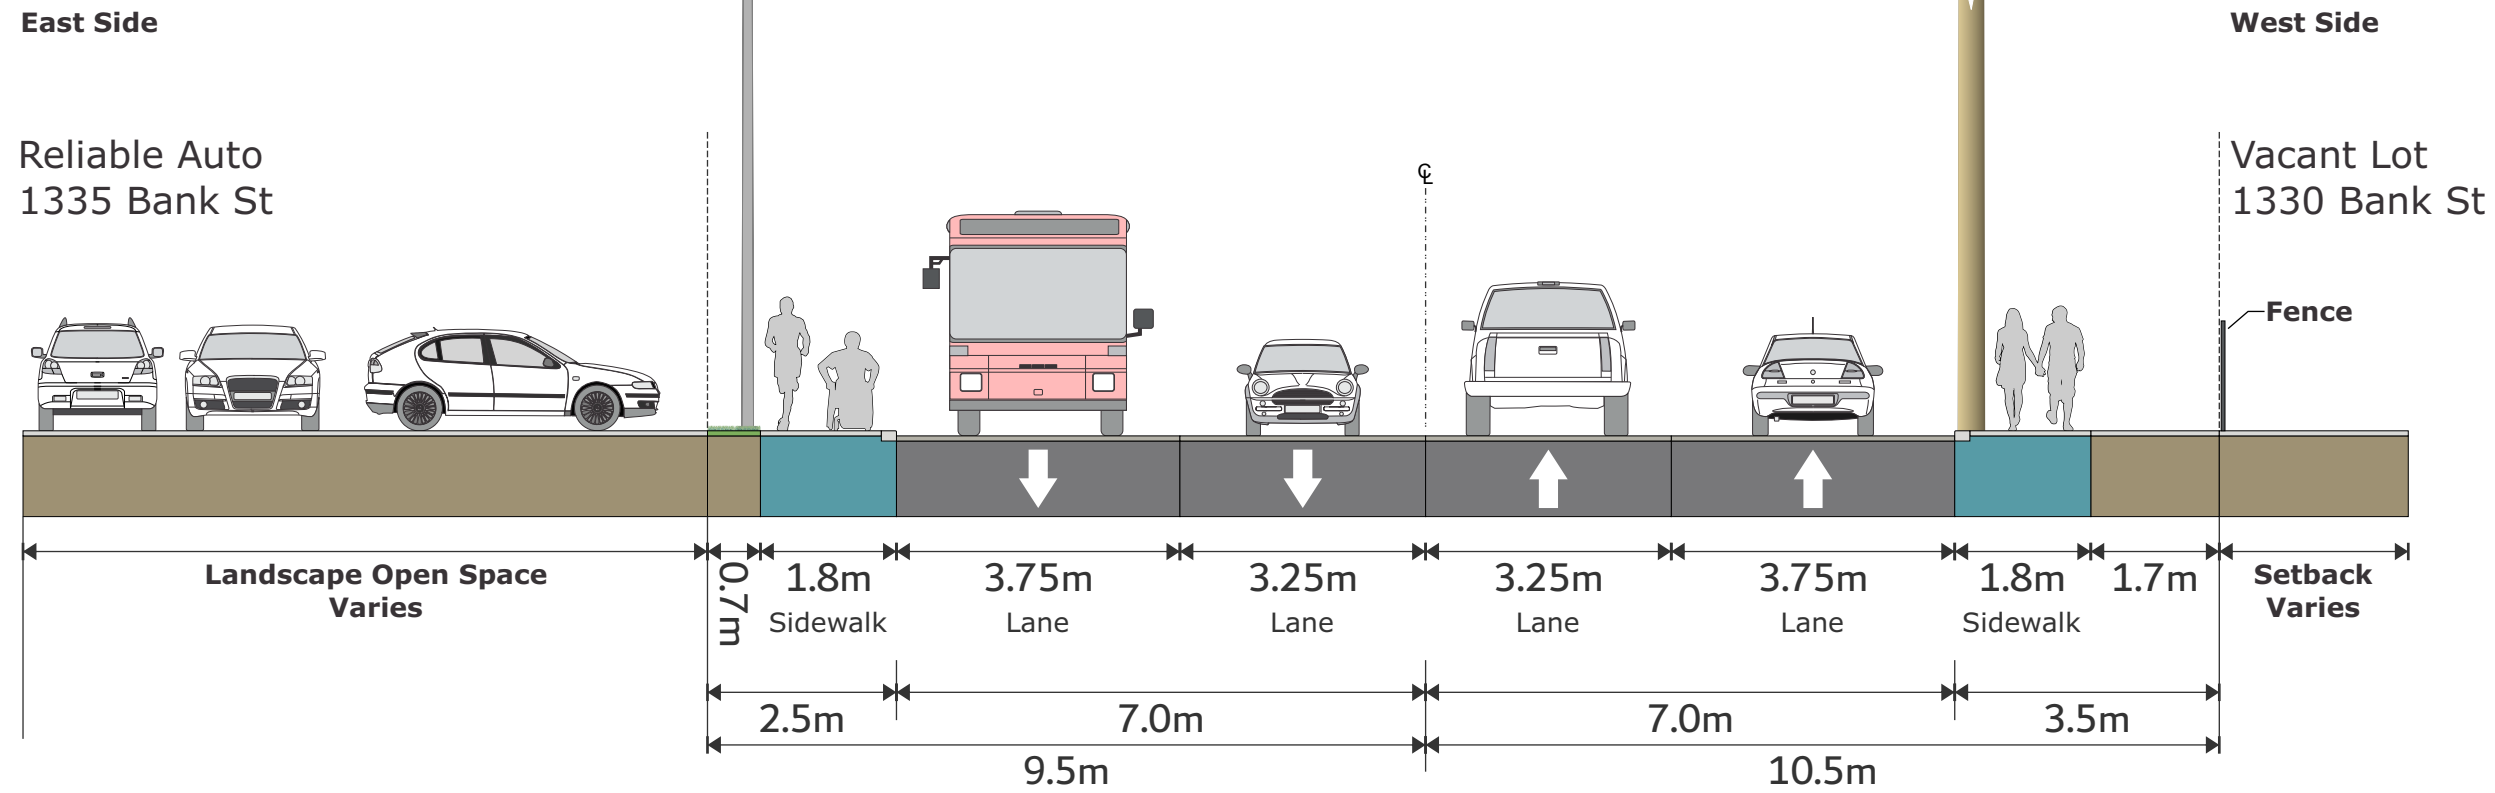 East Side
West Side
Reliable Auto
1335 Bank St
Vacant Lot
1330 Bank St
℄
Fence
Landscape Open Space
Varies
0.7m
1.8m
Sidewalk
3.75m
Lane
3.25m
Lane
3.25m
Lane
3.75m
Lane
1.8m
Sidewalk
1.7m
Setback
Varies
2.5m
7.0m
7.0m
3.5m
9.5m
10.5m